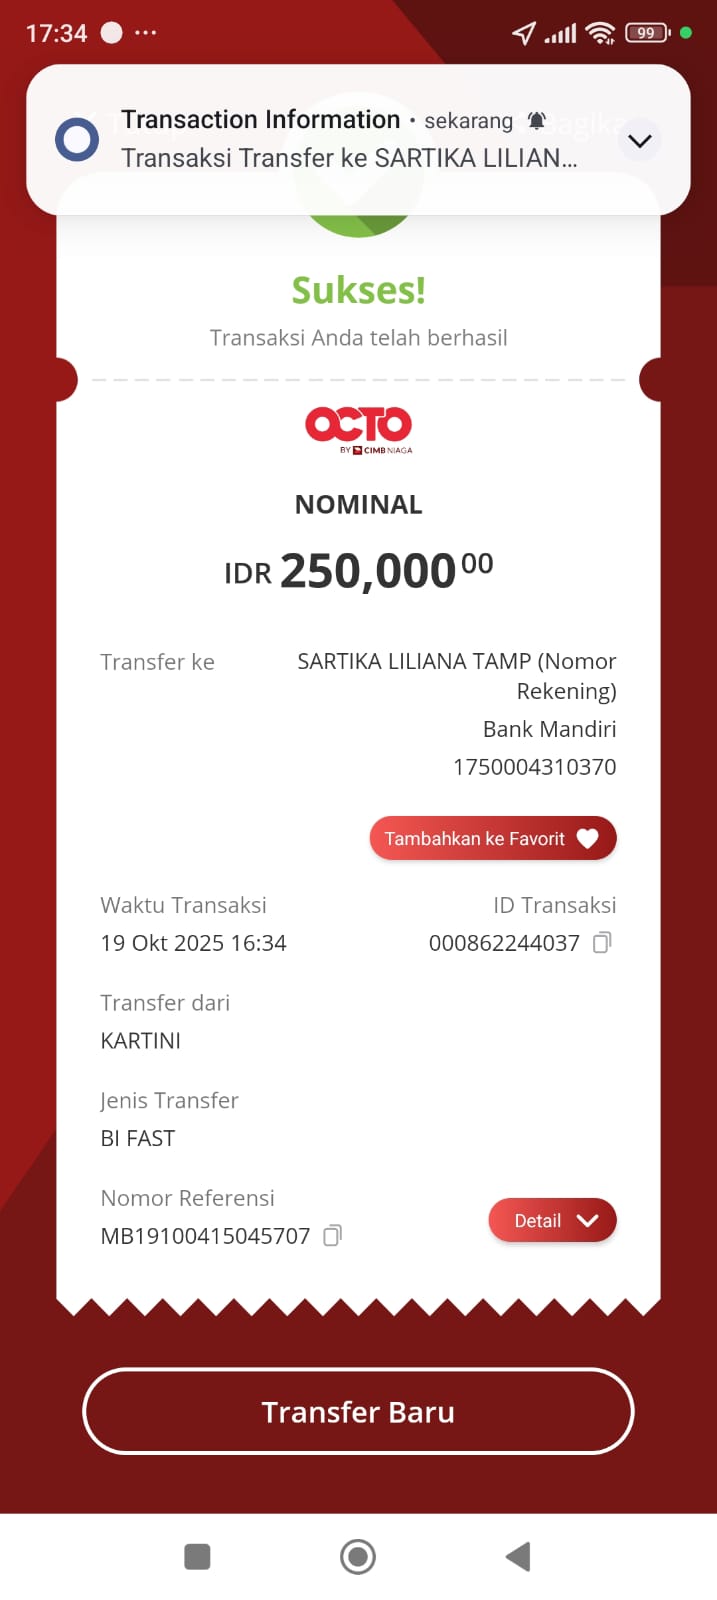 17:34
99
Transaction Information • sekarang
Transaksi Transfer ke SARTIKA LILIAN...
Sukses!
Transaksi Anda telah berhasil
OCTO
BY CIMB NIAGA
NOMINAL
IDR 250,000 00
Transfer ke
SARTIKA LILIANA TAMP (Nomor
Rekening)
Bank Mandiri
1750004310370
Tambahkan ke Favorit
Waktu Transaksi
ID Transaksi
19 Okt 2025 16:34
000862244037
Transfer dari
KARTINI
Jenis Transfer
BI FAST
Nomor Referensi
MB19100415045707
Detail
Transfer Baru